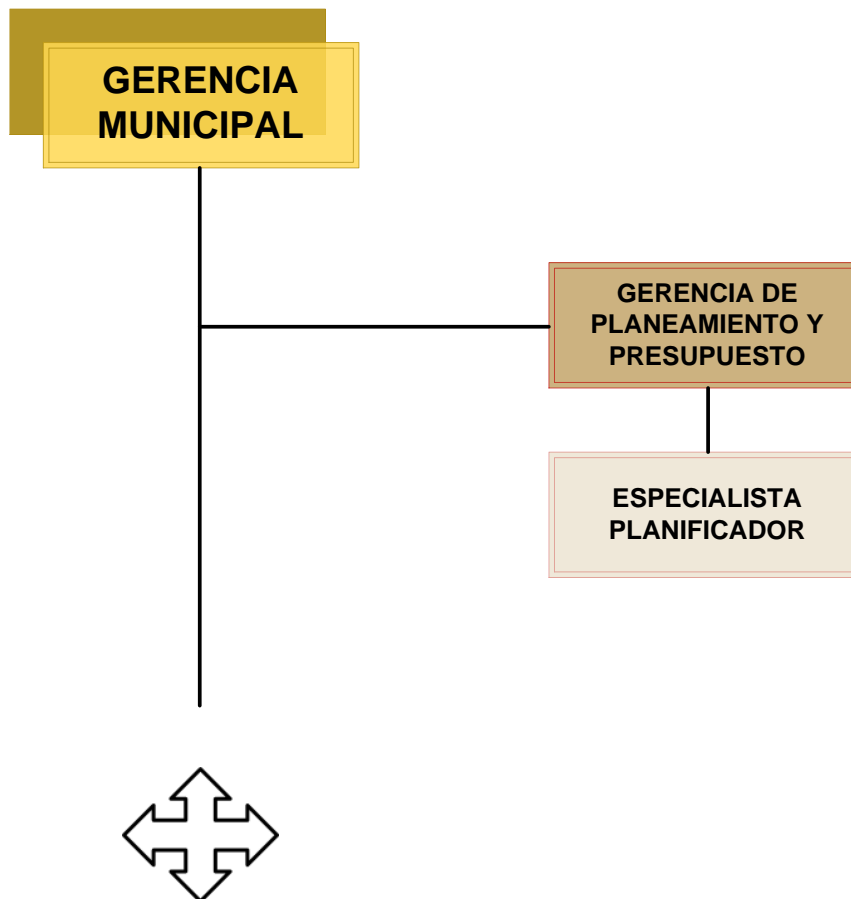 GERENCIA
MUNICIPAL
GERENCIA DE
PLANEAMIENTO Y
PRESUPUESTO
ESPECIALISTA
PLANIFICADOR